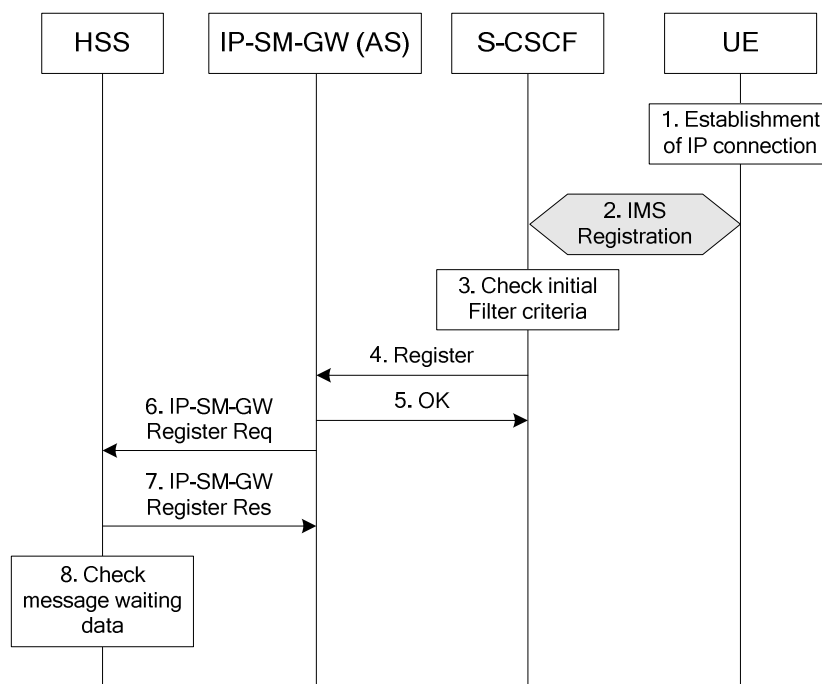 HSS
IP-SM-GW (AS)
S-CSCF
UE
1. Establishment
of IP connection
2. IMS
Registration
3. Check initial
Filter criteria
4. Register
5. OK
6. IP-SM-GW
Register Req
7. IP-SM-GW
Register Res
8. Check
message waiting
data